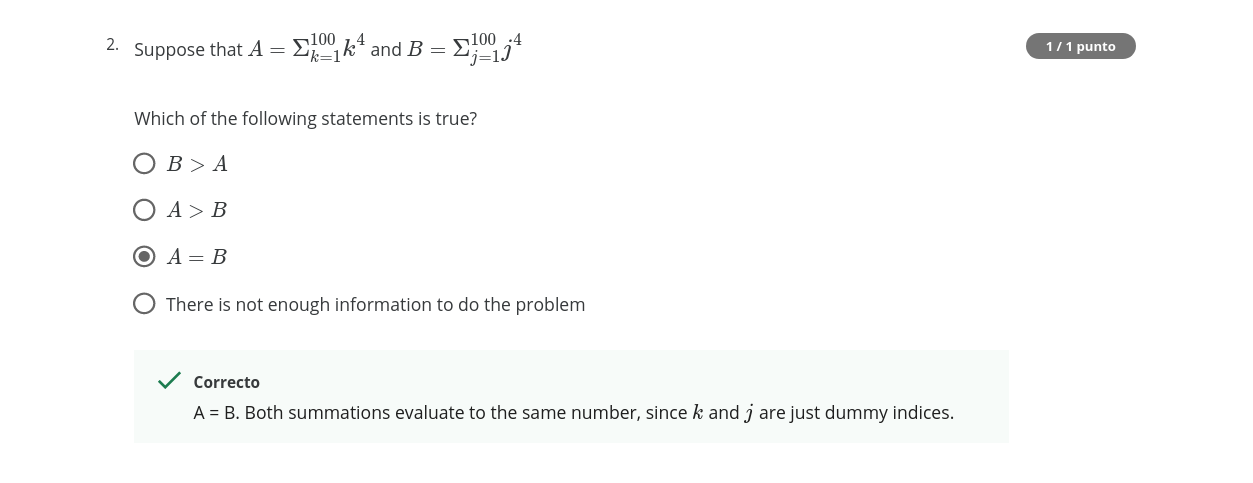 2. Suppose that A = Σ_{k=1}^{100} k^4 and B = Σ_{j=1}^{100} j^4
1 / 1 punto
Which of the following statements is true?
B > A
A > B
A = B
There is not enough information to do the problem
Correcto
A = B. Both summations evaluate to the same number, since k and j are just dummy indices.